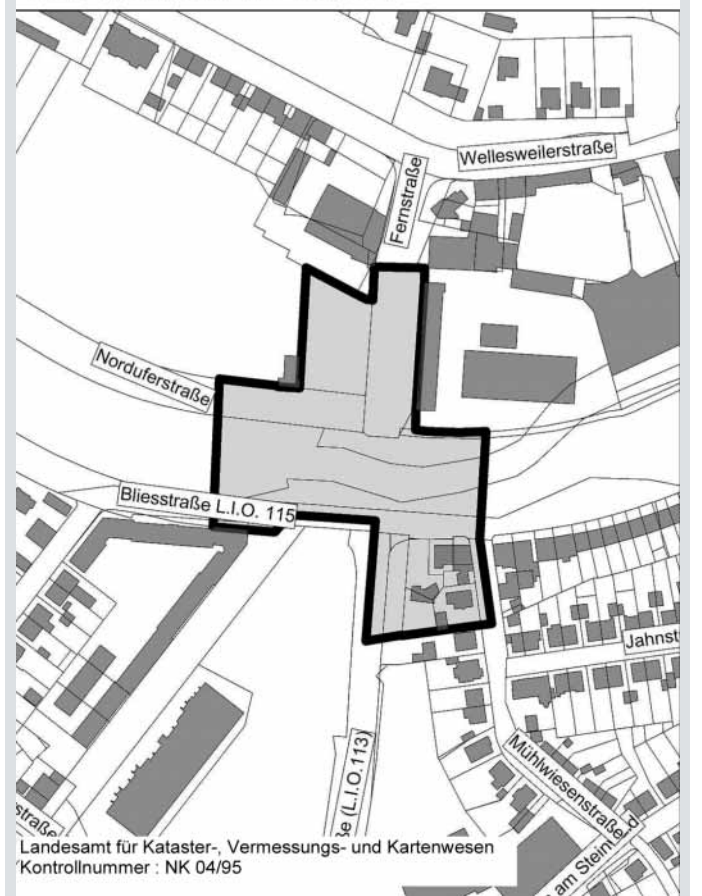 Wellesweilerstraße
Fernstraße
Norduferstraße
Bliesstraße L.I.O. 115
Jahnst
(L.I.O.113)
Mühlwiesenstraße
am Stein
Landesamt für Kataster-, Vermessungs- und Kartenwesen
Kontrollnummer : NK 04/95